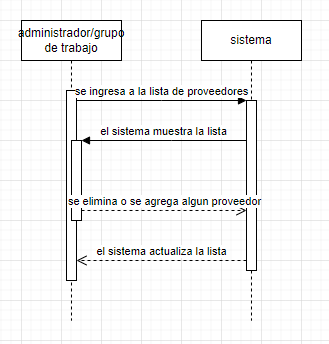 administrador/grupo
de trabajo
sistema
se ingresa a la lista de proveedores
el sistema muestra la lista
se elimina o se agrega algun proveedor
el sistema actualiza la lista